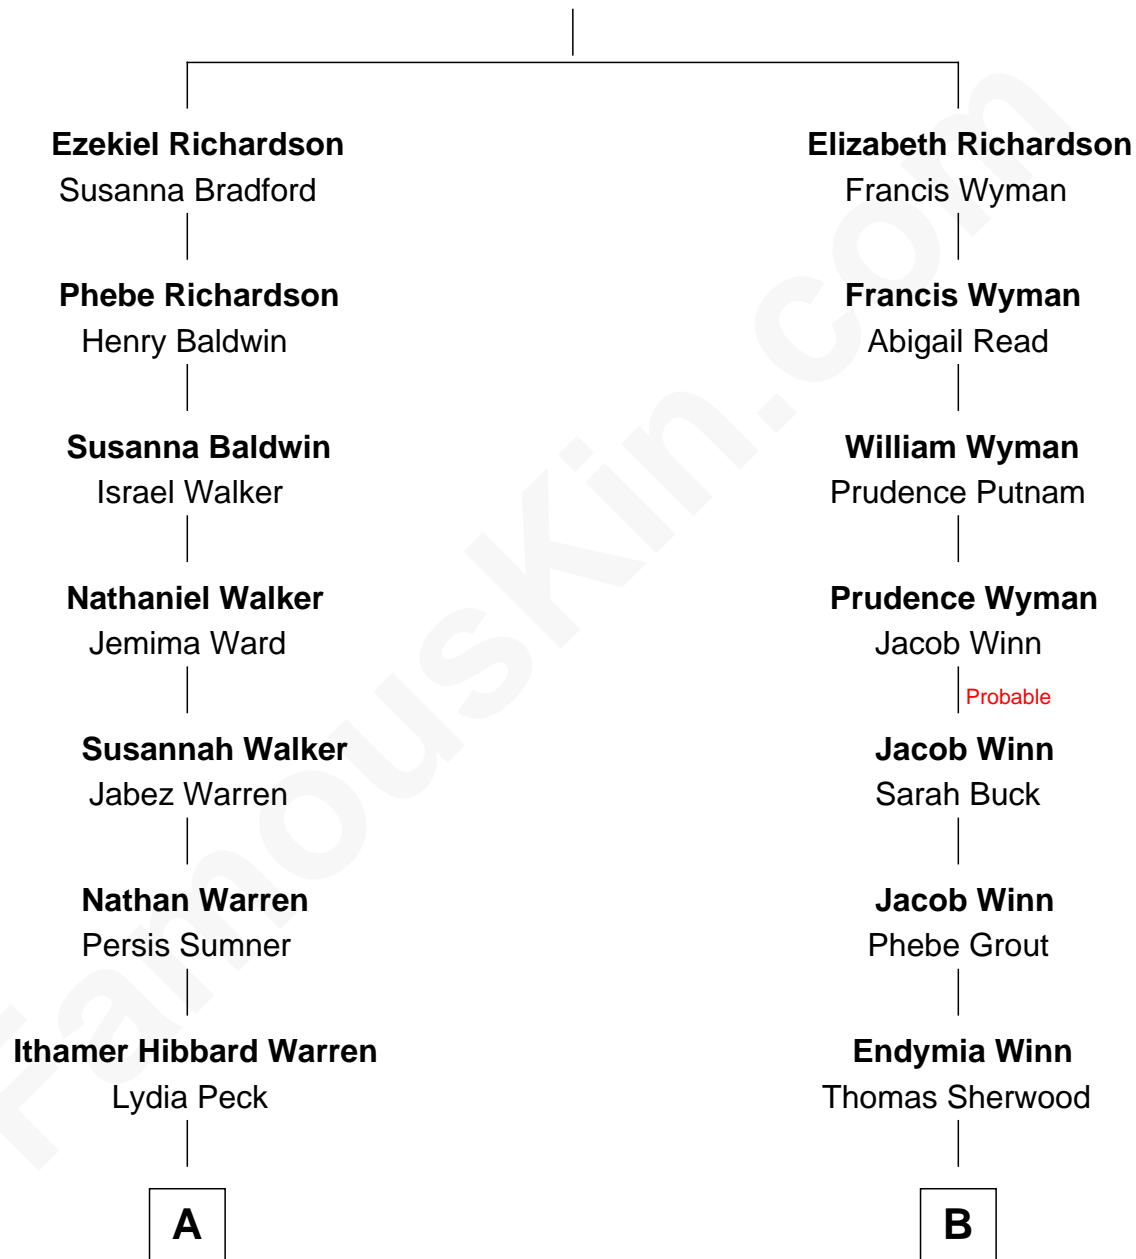 Ezekiel Richardson
Susanna Bradford
Phebe Richardson
Henry Baldwin
Susanna Baldwin
Israel Walker
Nathaniel Walker
Jemima Ward
Susannah Walker
Jabez Warren
Nathan Warren
Persis Sumner
Ithamer Hibbard Warren
Lydia Peck
A
Elizabeth Richardson
Francis Wyman
Francis Wyman
Abigail Read
William Wyman
Prudence Putnam
Prudence Wyman
Jacob Winn
Probable
Jacob Winn
Sarah Buck
Jacob Winn
Phebe Grout
Endymia Winn
Thomas Sherwood
B
FamousKin.com